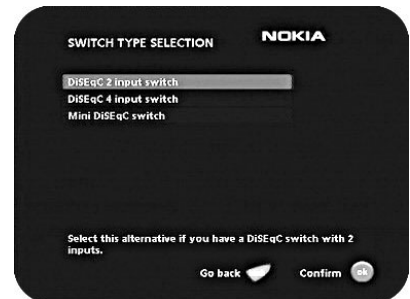 SWITCH TYPE SELECTION
NOKIA
DiSEqC 2 input switch
DiSEqC 4 input switch
Mini DiSEqC switch
Select this alternative if you have a DiSEqC switch with 2
inputs.
Go back
Confirm ok